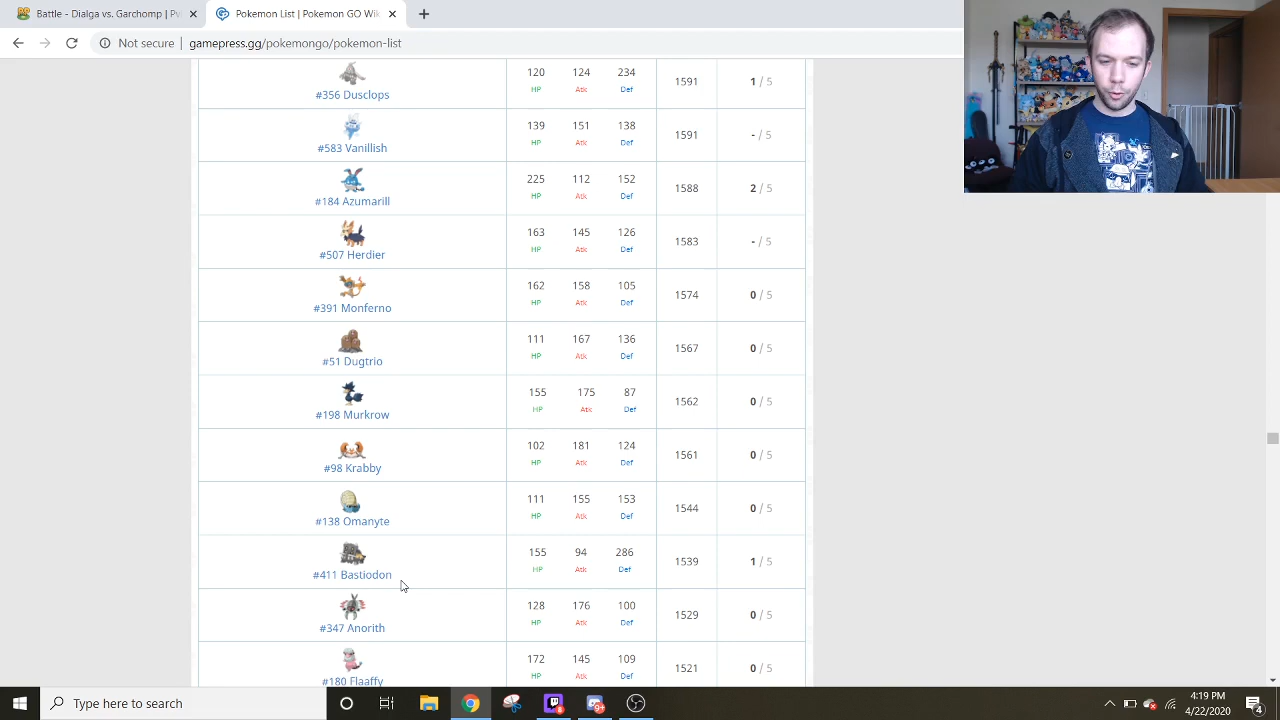 Battle - Dialga vs. Garchomp | Pv
Pokemon List | Pokemon GO Wik
Not secure | gamepress.gg/pokemongo/pokemon-list
120 124 234 1591 1 / 5
#356 Dusclops HP Atk Def
139 151 138 1591 - / 5
#583 Vanillish HP Atk Def
225 112 152 1588 2 / 5
#184 Azumarill HP Atk Def
163 145 126 1583 - / 5
#507 Herdier HP Atk Def
162 158 105 1574 0 / 5
#391 Monferno HP Atk Def
111 167 136 1567 0 / 5
#51 Dugtrio HP Atk Def
155 175 87 1562 0 / 5
#198 Murkrow HP Atk Def
102 181 124 1561 0 / 5
#98 Krabby HP Atk Def
111 155 153 1544 0 / 5
#138 Omanyte HP Atk Def
155 94 286 1539 1 / 5
#411 Bastiodon HP Atk Def
128 176 100 1529 0 / 5
#347 Anorith HP Atk Def
172 145 109 1521 0 / 5
#180 Flaaffy HP Atk Def
Type here to search
4:19 PM
4/22/2020
4